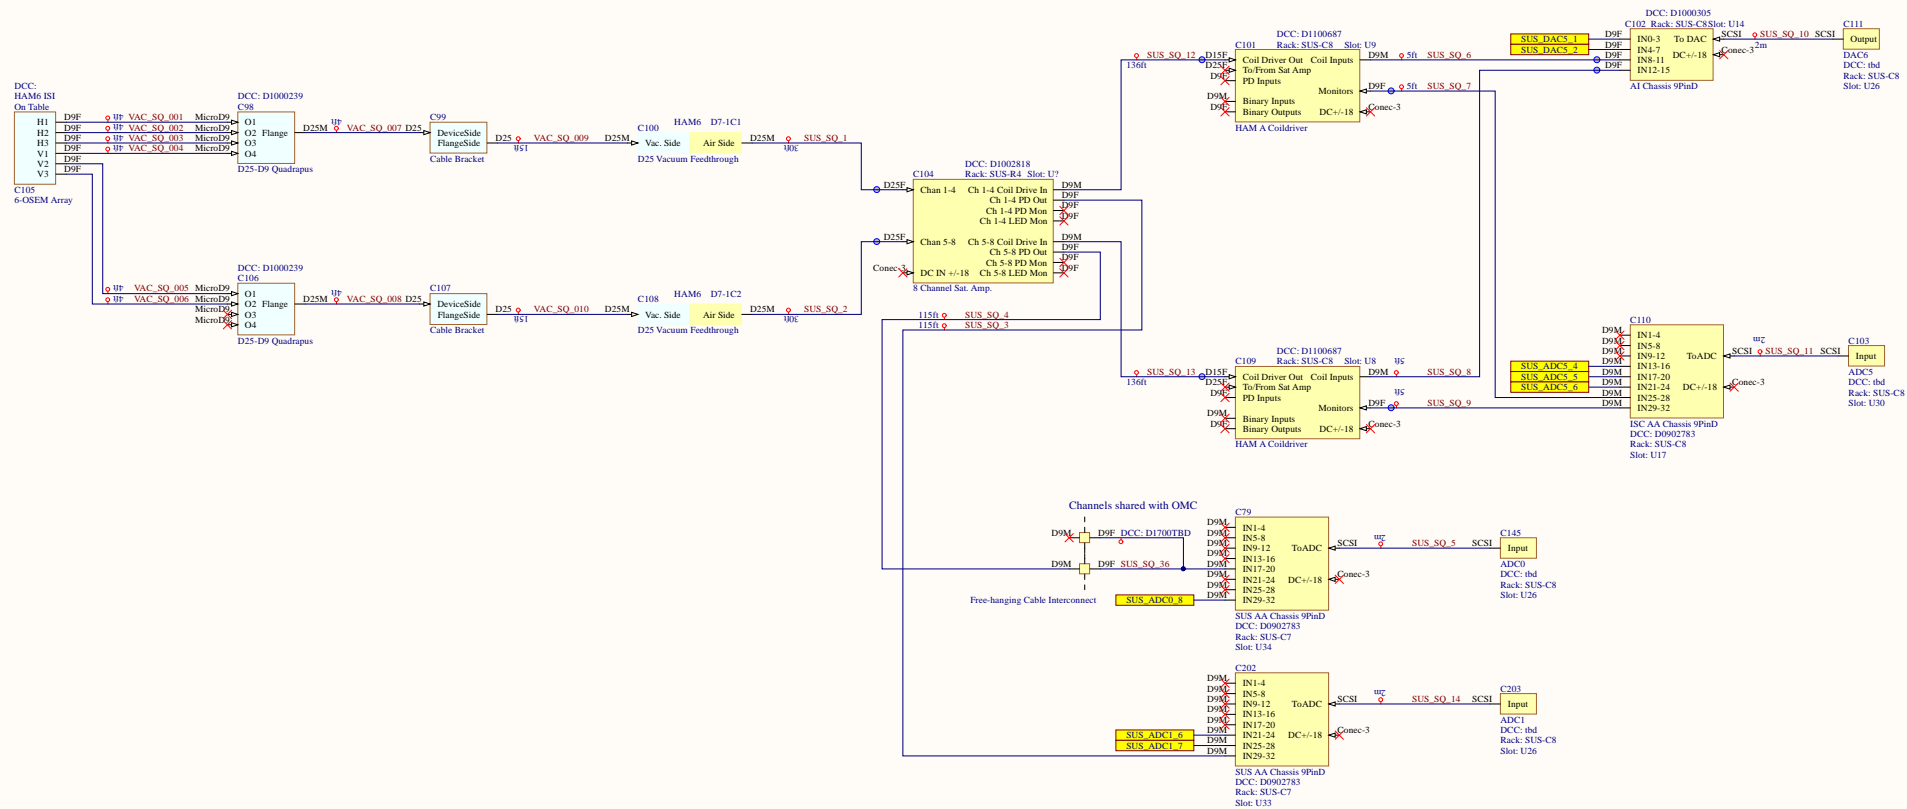 DCC:
HAM6 ISI
On Table
H1
H2
H3
V1
V2
V3
C105
6-OSEM Array
D9F
D9F
D9F
D9F
D9F
D9F
4ft VAC_SQ_001 MicroD9
4ft VAC_SQ_002 MicroD9
4ft VAC_SQ_003 MicroD9
4ft VAC_SQ_004 MicroD9
DCC: D1000239
C98
O1
O2 Flange
O3
O4
D25-D9 Quadrapus
D25M 4ft VAC_SQ_007 D25
C99
DeviceSide
FlangeSide
Cable Bracket
D25 15ft VAC_SQ_009 D25M
HAM6 D7-1C1
C100
Vac. Side Air Side
D25 Vacuum Feedthrough
D25M 30ft SUS_SQ_1
D25F
4ft VAC_SQ_005 MicroD9
4ft VAC_SQ_006 MicroD9
MicroD9
MicroD9
DCC: D1000239
C106
O1
O2 Flange
O3
O4
D25-D9 Quadrapus
D25M 4ft VAC_SQ_008 D25
C107
DeviceSide
FlangeSide
Cable Bracket
D25 15ft VAC_SQ_010 D25M
HAM6 D7-1C2
C108
Vac. Side Air Side
D25 Vacuum Feedthrough
D25M 30ft SUS_SQ_2
D25F
DCC: D1002818
C104 Rack: SUS-R4 Slot: U?
Chan 1-4 Ch 1-4 Coil Drive In D9M
Ch 1-4 PD Out D9F
Ch 1-4 PD Mon D9F
Ch 1-4 LED Mon D9F
Chan 5-8 Ch 5-8 Coil Drive In D9M
Ch 5-8 PD Out D9F
Ch 5-8 PD Mon D9F
Conec-3 DC IN +/-18 Ch 5-8 LED Mon D9F
8 Channel Sat. Amp.
115ft SUS_SQ_4
115ft SUS_SQ_3
SUS_SQ_12 D15F
136ft
D25F
D9F
D9M
D9F
DCC: D1100687
C101 Rack: SUS-C8 Slot: U9
Coil Driver Out Coil Inputs
To/From Sat Amp
PD Inputs
Monitors
Binary Inputs
Binary Outputs DC+/-18
HAM A Coildriver
D9M 5ft SUS_SQ_6
D9F 5ft SUS_SQ_7
Conec-3
SUS_SQ_13 D15F
136ft
D25F
D9F
D9M
D9F
DCC: D1100687
C109 Rack: SUS-C8 Slot: U8
Coil Driver Out Coil Inputs
To/From Sat Amp
PD Inputs
Monitors
Binary Inputs
Binary Outputs DC+/-18
HAM A Coildriver
5ft
D9M SUS_SQ_8
5ft
D9F SUS_SQ_9
Conec-3
DCC: D1000305
C102 Rack: SUS-C8 Slot: U14
SUS_DAC5_1 D9F IN0-3 To DAC
SUS_DAC5_2 D9F IN4-7
D9F IN8-11 DC+/-18
D9F IN12-15
AI Chassis 9PinD
SCSI SUS_SQ_10 SCSI
2m
Conec-3
C111
Output
DAC6
DCC: tbd
Rack: SUS-C8
Slot: U26
C110
D9M IN1-4
D9M IN5-8
D9M IN9-12 ToADC
SUS_ADC5_4 D9M IN13-16
SUS_ADC5_5 D9M IN17-20
SUS_ADC5_6 D9M IN21-24 DC+/-18
D9M IN25-28
D9M IN29-32
ISC AA Chassis 9PinD
DCC: D0902783
Rack: SUS-C8
Slot: U17
2m
SCSI SUS_SQ_11 SCSI
Conec-3
C103
Input
ADC5
DCC: tbd
Rack: SUS-C8
Slot: U30
Channels shared with OMC
D9M D9F DCC: D1700TBD
D9M D9F SUS_SQ_36
Free-hanging Cable Interconnect
SUS_ADC0_8
C79
D9M IN1-4
D9M IN5-8
D9M IN9-12 ToADC
D9M IN13-16
D9M IN17-20
D9M IN21-24 DC+/-18
D9M IN25-28
D9M IN29-32
SUS AA Chassis 9PinD
DCC: D0902783
Rack: SUS-C7
Slot: U34
2m
SCSI SUS_SQ_5 SCSI
Conec-3
C145
Input
ADC0
DCC: tbd
Rack: SUS-C8
Slot: U26
C202
D9M IN1-4
D9M IN5-8
D9M IN9-12 ToADC
D9M IN13-16
D9M IN17-20
SUS_ADC1_6 D9M IN21-24 DC+/-18
SUS_ADC1_7 D9M IN25-28
D9M IN29-32
SUS AA Chassis 9PinD
DCC: D0902783
Rack: SUS-C7
Slot: U33
2m
SCSI SUS_SQ_14 SCSI
Conec-3
C203
Input
ADC1
DCC: tbd
Rack: SUS-C8
Slot: U26